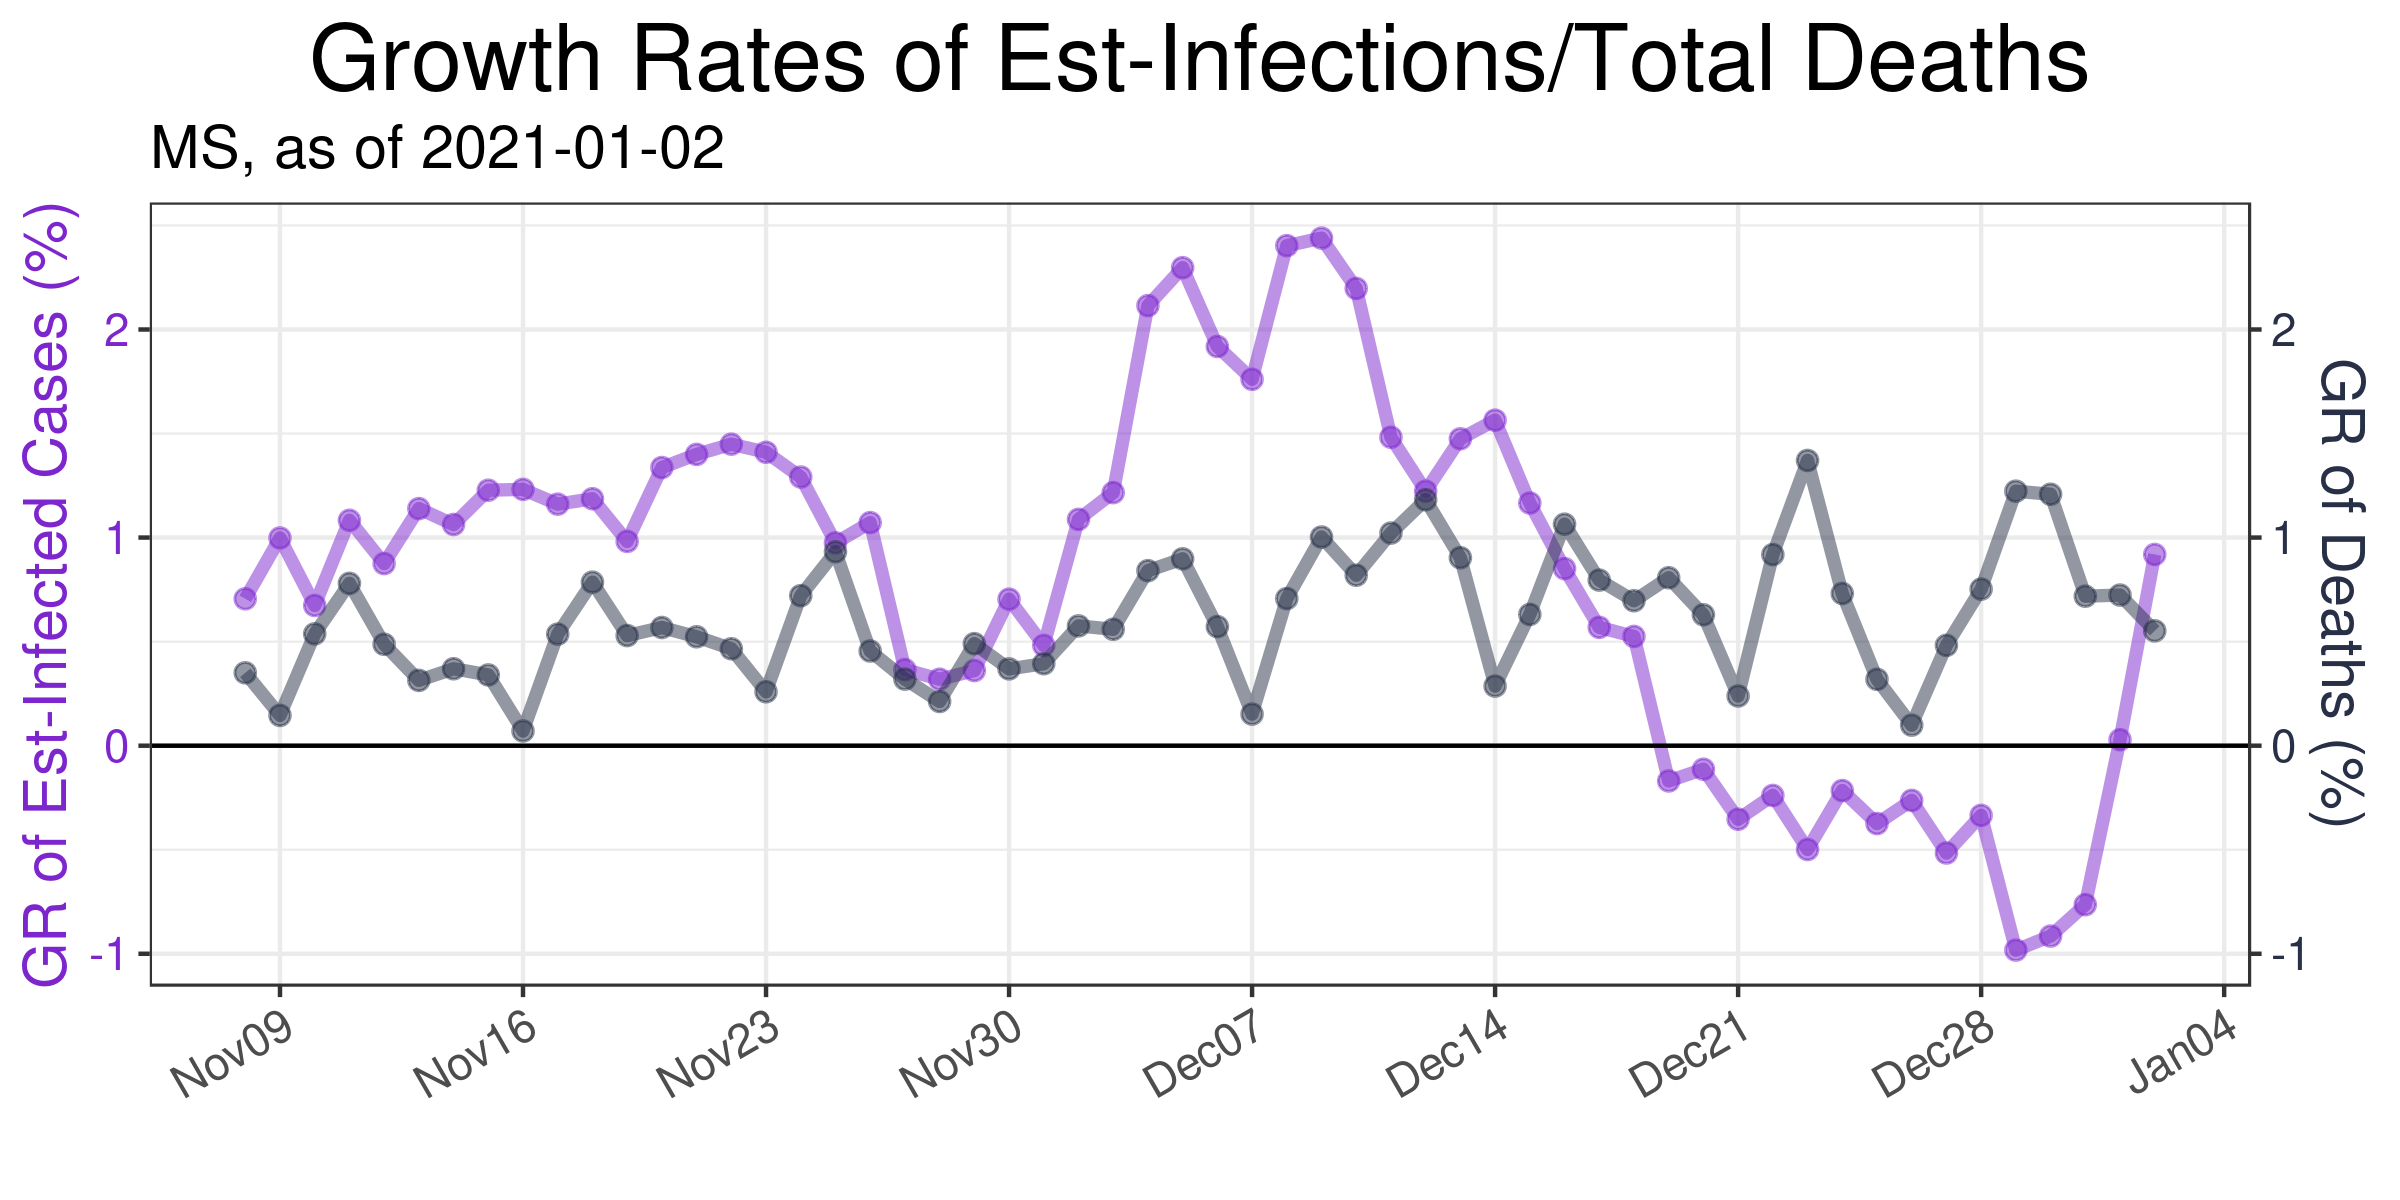 Growth Rates of Est-Infections/Total Deaths
MS, as of 2021-01-02
GR of Est-Infected Cases (%)
2
1
0
-1
2
1
0
-1
GR of Deaths (%)
Nov09
Nov16
Nov23
Nov30
Dec07
Dec14
Dec21
Dec28
Jan04